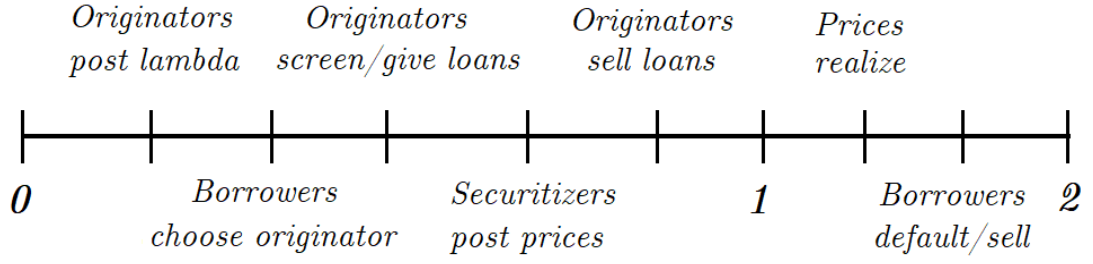 Originators
post lambda
Originators
screen/give loans
Originators
sell loans
Prices
realize
0
Borrowers
choose originator
Securitizers
post prices
1
Borrowers
default/sell
2